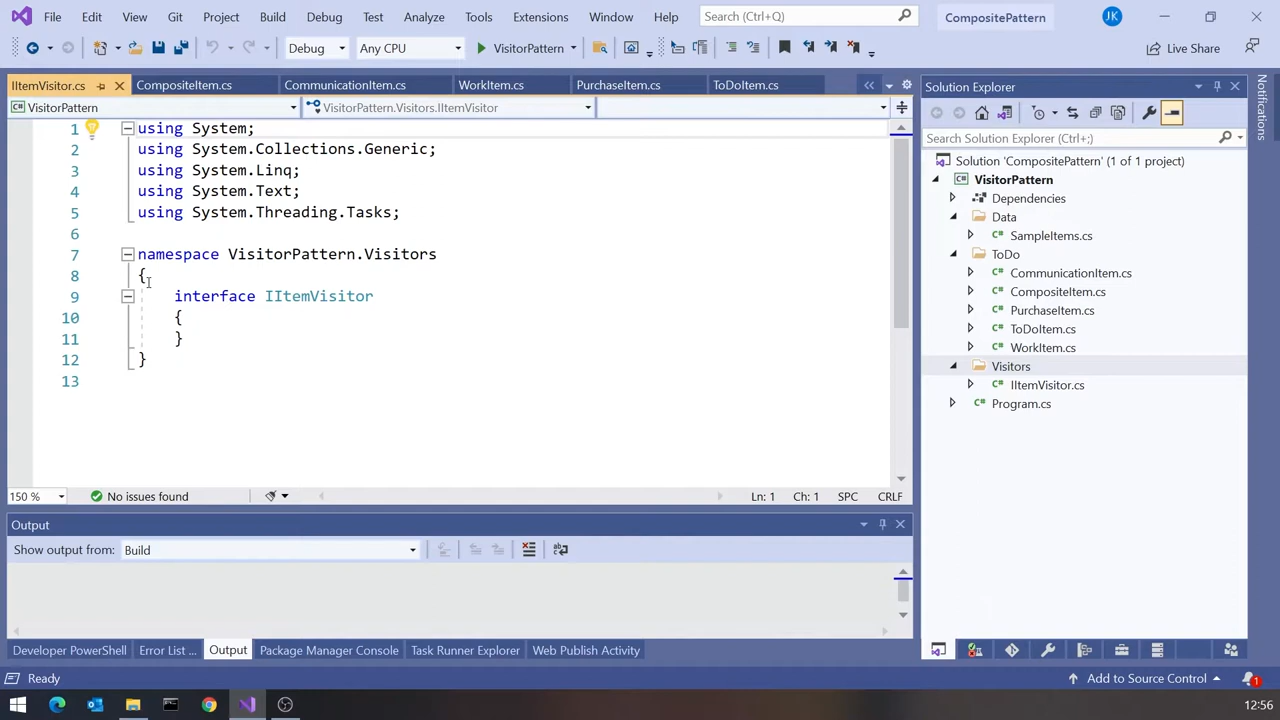 File Edit View Git Project Build Debug Test Analyze Tools Extensions Window Help Search (Ctrl+Q) CompositePattern JK
Debug Any CPU VisitorPattern Live Share
IItemVisitor.cs CompositeItem.cs CommunicationItem.cs WorkItem.cs PurchaseItem.cs ToDoItem.cs
VisitorPattern VisitorPattern.Visitors.IItemVisitor
1 using System;
2 using System.Collections.Generic;
3 using System.Linq;
4 using System.Text;
5 using System.Threading.Tasks;
6
7 namespace VisitorPattern.Visitors
8 {
9 interface IItemVisitor
10 {
11 }
12 }
13
150 % No issues found Ln: 1 Ch: 1 SPC CRLF
Output
Show output from: Build
Developer PowerShell Error List ... Output Package Manager Console Task Runner Explorer Web Publish Activity
Solution Explorer
Search Solution Explorer (Ctrl+;)
Solution 'CompositePattern' (1 of 1 project)
VisitorPattern
Dependencies
Data
C# SampleItems.cs
ToDo
C# CommunicationItem.cs
C# CompositeItem.cs
C# PurchaseItem.cs
C# ToDoItem.cs
C# WorkItem.cs
Visitors
C# IItemVisitor.cs
C# Program.cs
Notifications
Ready Add to Source Control 1
12:56